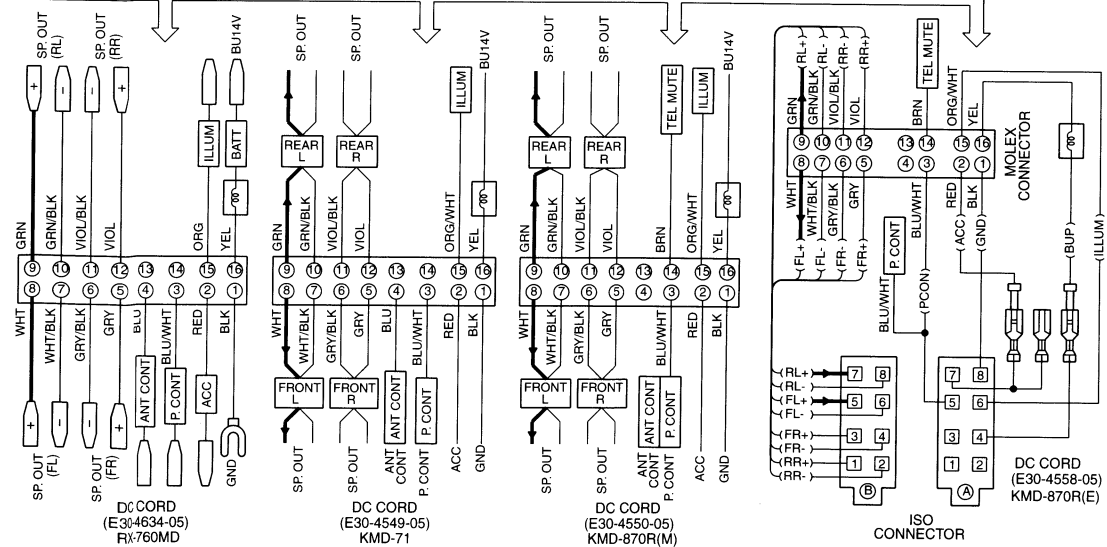 SP. OUT
(RL)
SP. OUT
(RR)
BU14V
+
-
-
+
ILLUM
BATT
GRN
GRN/BLK
VIOL/BLK
VIOL
ORG
YEL
9 10 11 12 13 14 15 16
8 7 6 5 4 3 2 1
WHT
WHT/BLK
GRY/BLK
GRY
BLU
BLU/WHT
RED
BLK
ANT CONT
P. CONT
ACC
+
-
-
+
SP. OUT
(FL)
SP. OUT
(FR)
GND
DC CORD
(E30-4634-05)
RX-760MD
SP. OUT
SP. OUT
BU14V
ILLUM
REAR
L
REAR
R
GRN
GRN/BLK
VIOL/BLK
VIOL
ORG/WHT
YEL
9 10 11 12 13 14 15 16
8 7 6 5 4 3 2 1
WHT
WHT/BLK
GRY/BLK
GRY
BLU
BLU/WHT
RED
BLK
FRONT
L
FRONT
R
ANT CONT
P. CONT
SP. OUT
SP. OUT
ANT
CONT
P. CONT
ACC
GND
DC CORD
(E30-4549-05)
KMD-71
SP. OUT
SP. OUT
BU14V
TEL MUTE
ILLUM
REAR
L
REAR
R
GRN
GRN/BLK
VIOL/BLK
VIOL
BRN
ORG/WHT
YEL
9 10 11 12 13 14 15 16
8 7 6 5 4 3 2 1
WHT
WHT/BLK
GRY/BLK
GRY
BLU/WHT
RED
BLK
FRONT
L
FRONT
R
ANT CONT
P. CONT
SP. OUT
SP. OUT
ANT
CONT
P. CONT
ACC
GND
DC CORD
(E30-4550-05)
KMD-870R(M)
(RL+)
(RL-)
(RR-)
(RR+)
TEL MUTE
GRN
GRN/BLK
VIOL/BLK
VIOL
BRN
ORG/WHT
YEL
9 10 11 12 13 14 15 16
8 7 6 5 4 3 2 1
MOLEX
CONNECTOR
WHT
WHT/BLK
GRY/BLK
GRY
BLU/WHT
RED
BLK
(FL+)
(FL-)
(FR-)
(FR+)
P. CONT
BLU/WHT
(PCON)
(ACC)
(GND)
(BUP)
(ILLUM)
(RL+)
(RL-)
(FL+)
(FL-)
(FR+)
(FR-)
(RR+)
(RR-)
7 8
5 6
3 4
1 2
B
7 8
5 6
3 4
1 2
A
ISO
CONNECTOR
DC CORD
(E30-4558-05)
KMD-870R(E)